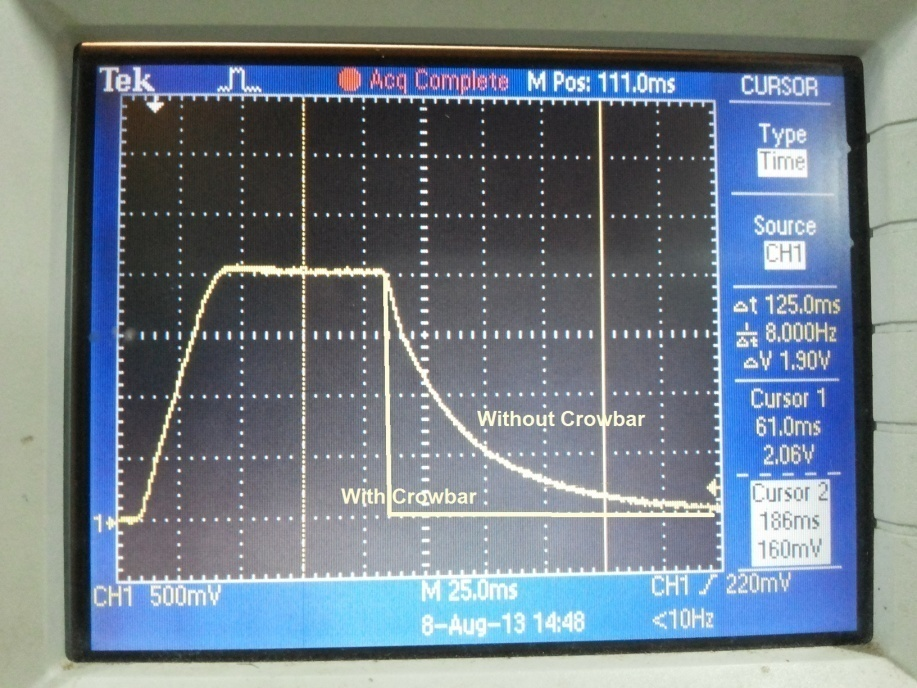 Tek Acq Complete M Pos: 111.0ms CURSOR
Type
Time
Source
CH1
Δt 125.0ms
1/Δt 8.000Hz
ΔV 1.90V
Cursor 1
61.0ms
2.06V
Without Crowbar
With Crowbar
Cursor 2
186ms
160mV
1
CH1 500mV M 25.0ms CH1 220mV
8-Aug-13 14:48 <10Hz